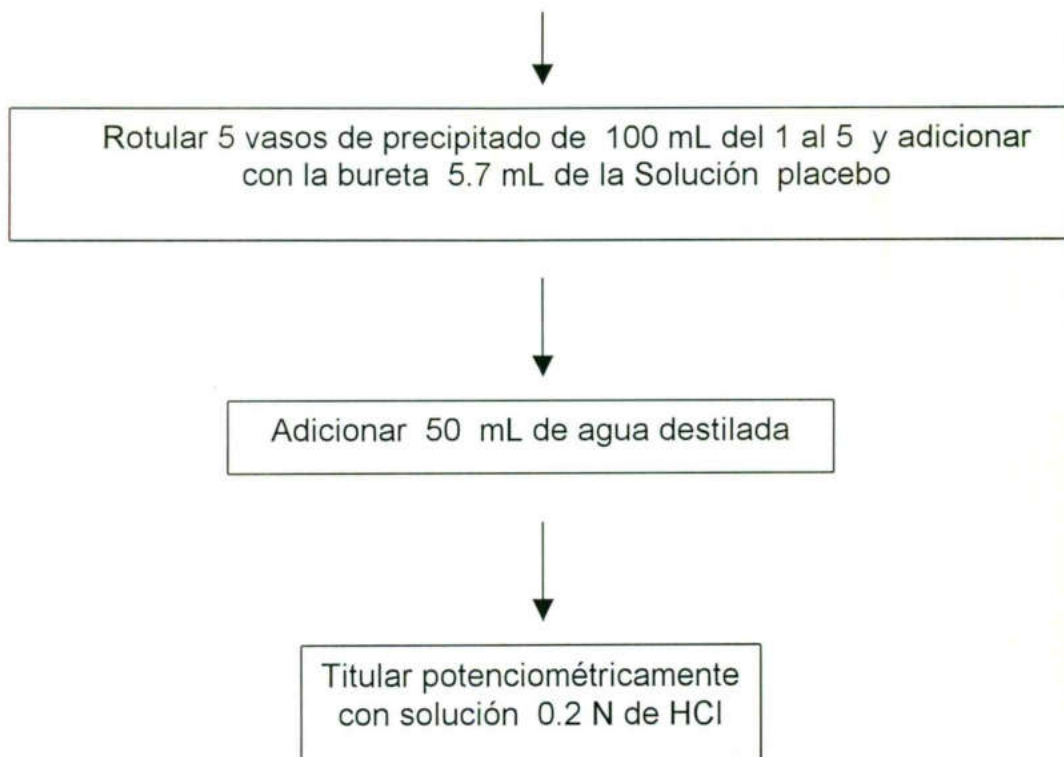 Rotular 5 vasos de precipitado de 100 mL del 1 al 5 y adicionar
con la bureta 5.7 mL de la Solución placebo
Adicionar 50 mL de agua destilada
Titular potenciométricamente
con solución 0.2 N de HCl